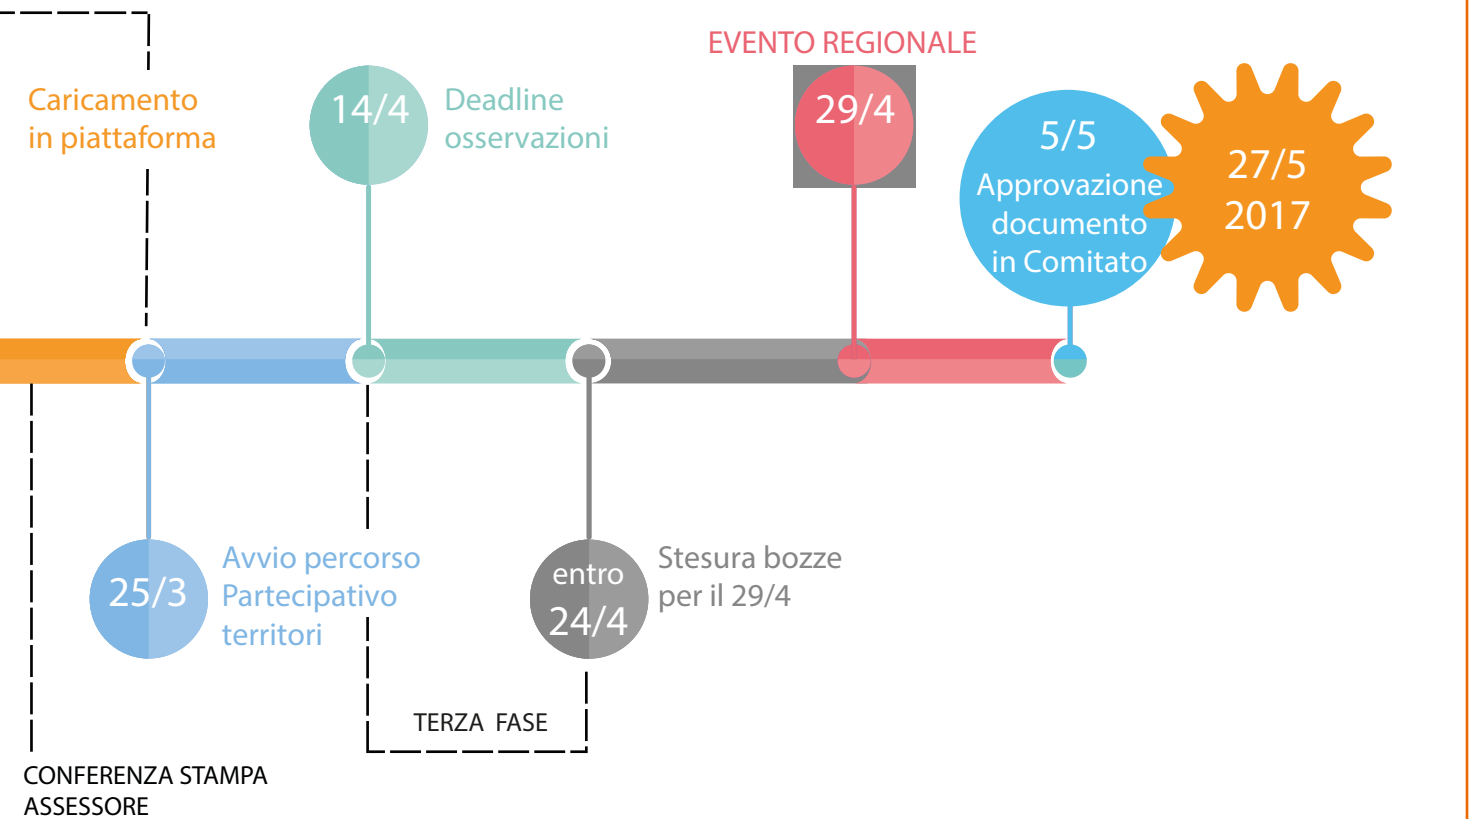 EVENTO REGIONALE
Caricamento
in piattaforma
14/4
Deadline
osservazioni
29/4
5/5
Approvazione
documento
in Comitato
27/5
2017
25/3
Avvio percorso
Partecipativo
territori
entro
24/4
Stesura bozze
per il 29/4
TERZA FASE
CONFERENZA STAMPA
ASSESSORE